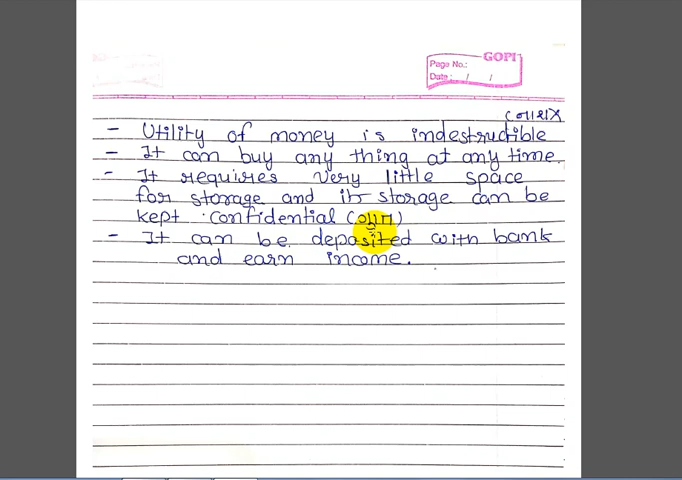 GOPI
Page No.:
Date : / /
- Utility of money is indestructible
- It can buy any thing at any time.
- It requires very little space
for storage and its storage can be
kept confidential (ગુપ્ત)
- It can be deposited with bank
and earn income.